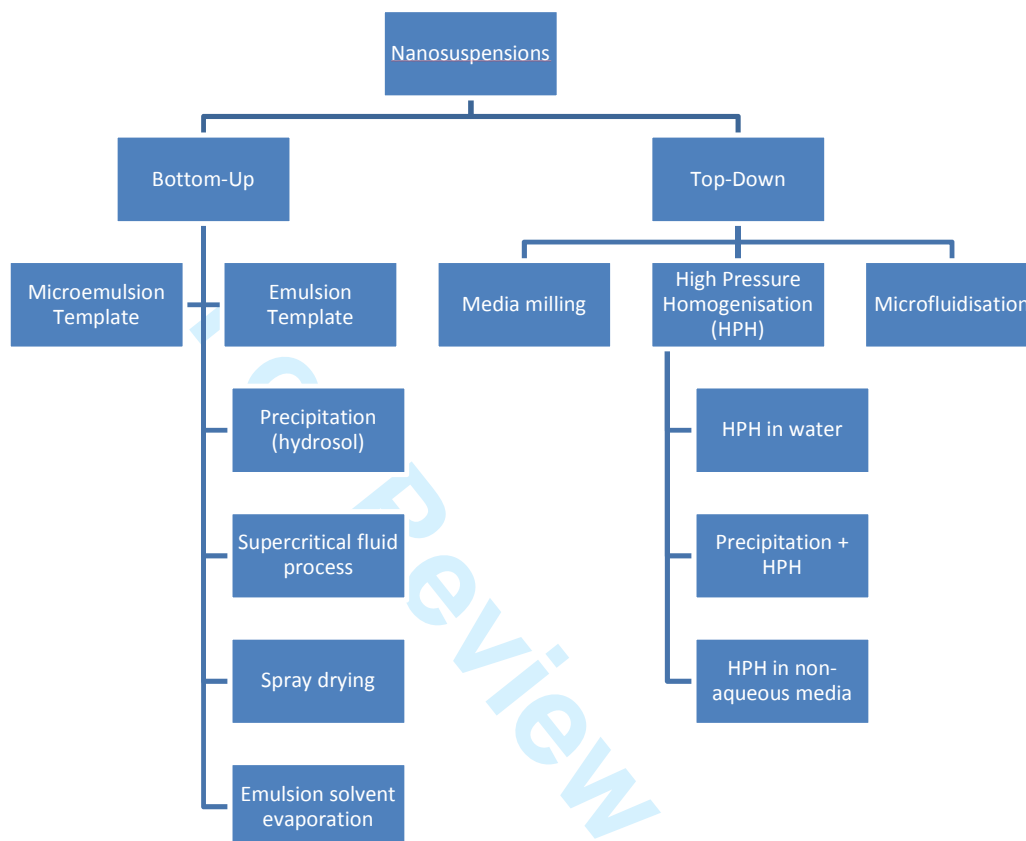 Nanosuspensions
Bottom-Up
Top-Down
Microemulsion
Template
Emulsion
Template
Media milling
High Pressure
Homogenisation
(HPH)
Microfluidisation
Precipitation
(hydrosol)
HPH in water
Supercritical fluid
process
Precipitation +
HPH
Spray drying
HPH in non-
aqueous media
Emulsion solvent
evaporation
Review